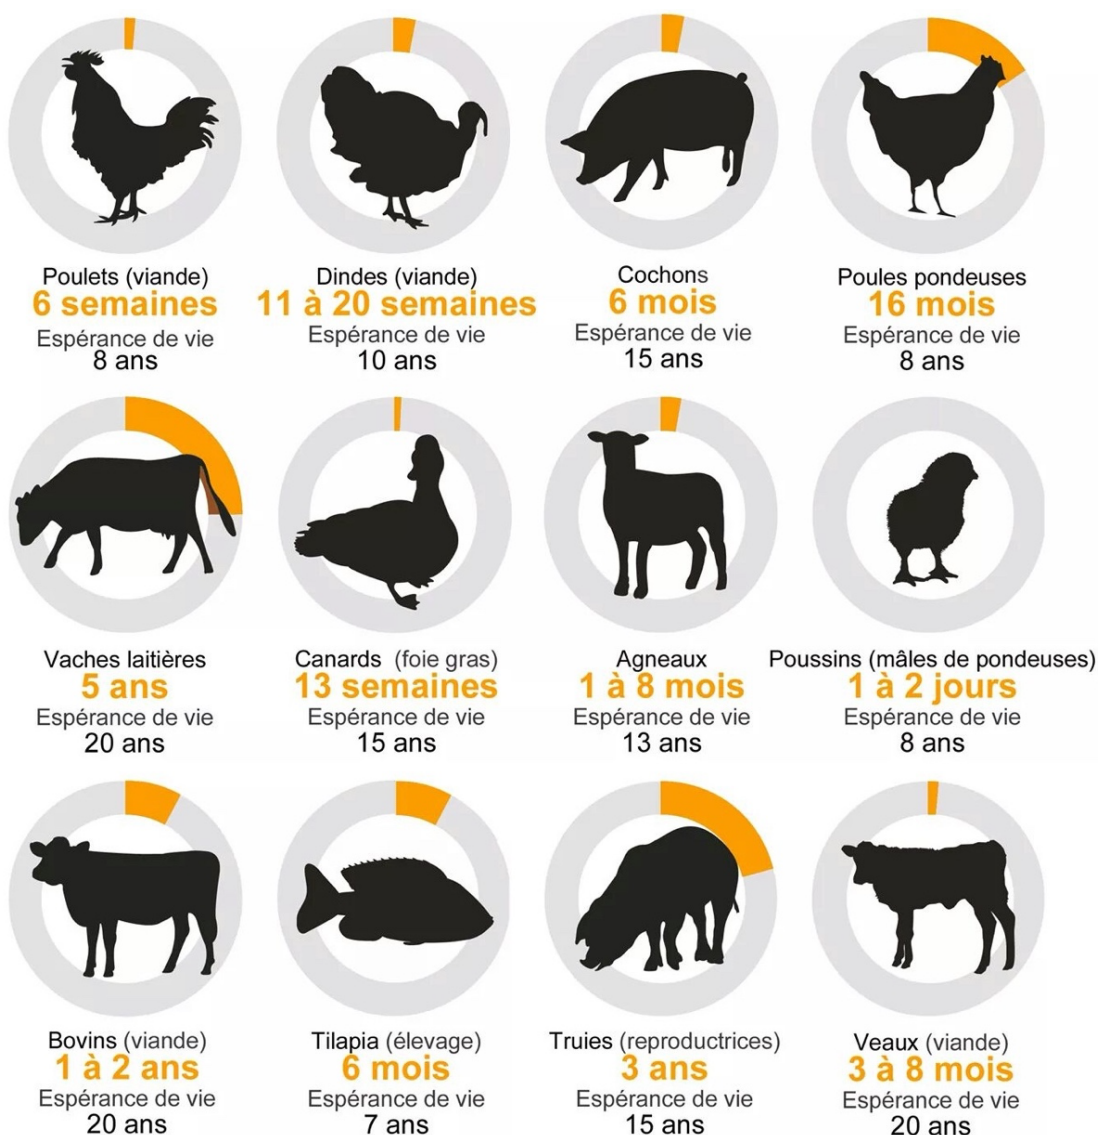 Poulets (viande)
6 semaines
Espérance de vie
8 ans
Dindes (viande)
11 à 20 semaines
Espérance de vie
10 ans
Cochons
6 mois
Espérance de vie
15 ans
Poules pondeuses
16 mois
Espérance de vie
8 ans
Vaches laitières
5 ans
Espérance de vie
20 ans
Canards (foie gras)
13 semaines
Espérance de vie
15 ans
Agneaux
1 à 8 mois
Espérance de vie
13 ans
Poussins (mâles de pondeuses)
1 à 2 jours
Espérance de vie
8 ans
Bovins (viande)
1 à 2 ans
Espérance de vie
20 ans
Tilapia (élevage)
6 mois
Espérance de vie
7 ans
Truies (reproductrices)
3 ans
Espérance de vie
15 ans
Veaux (viande)
3 à 8 mois
Espérance de vie
20 ans